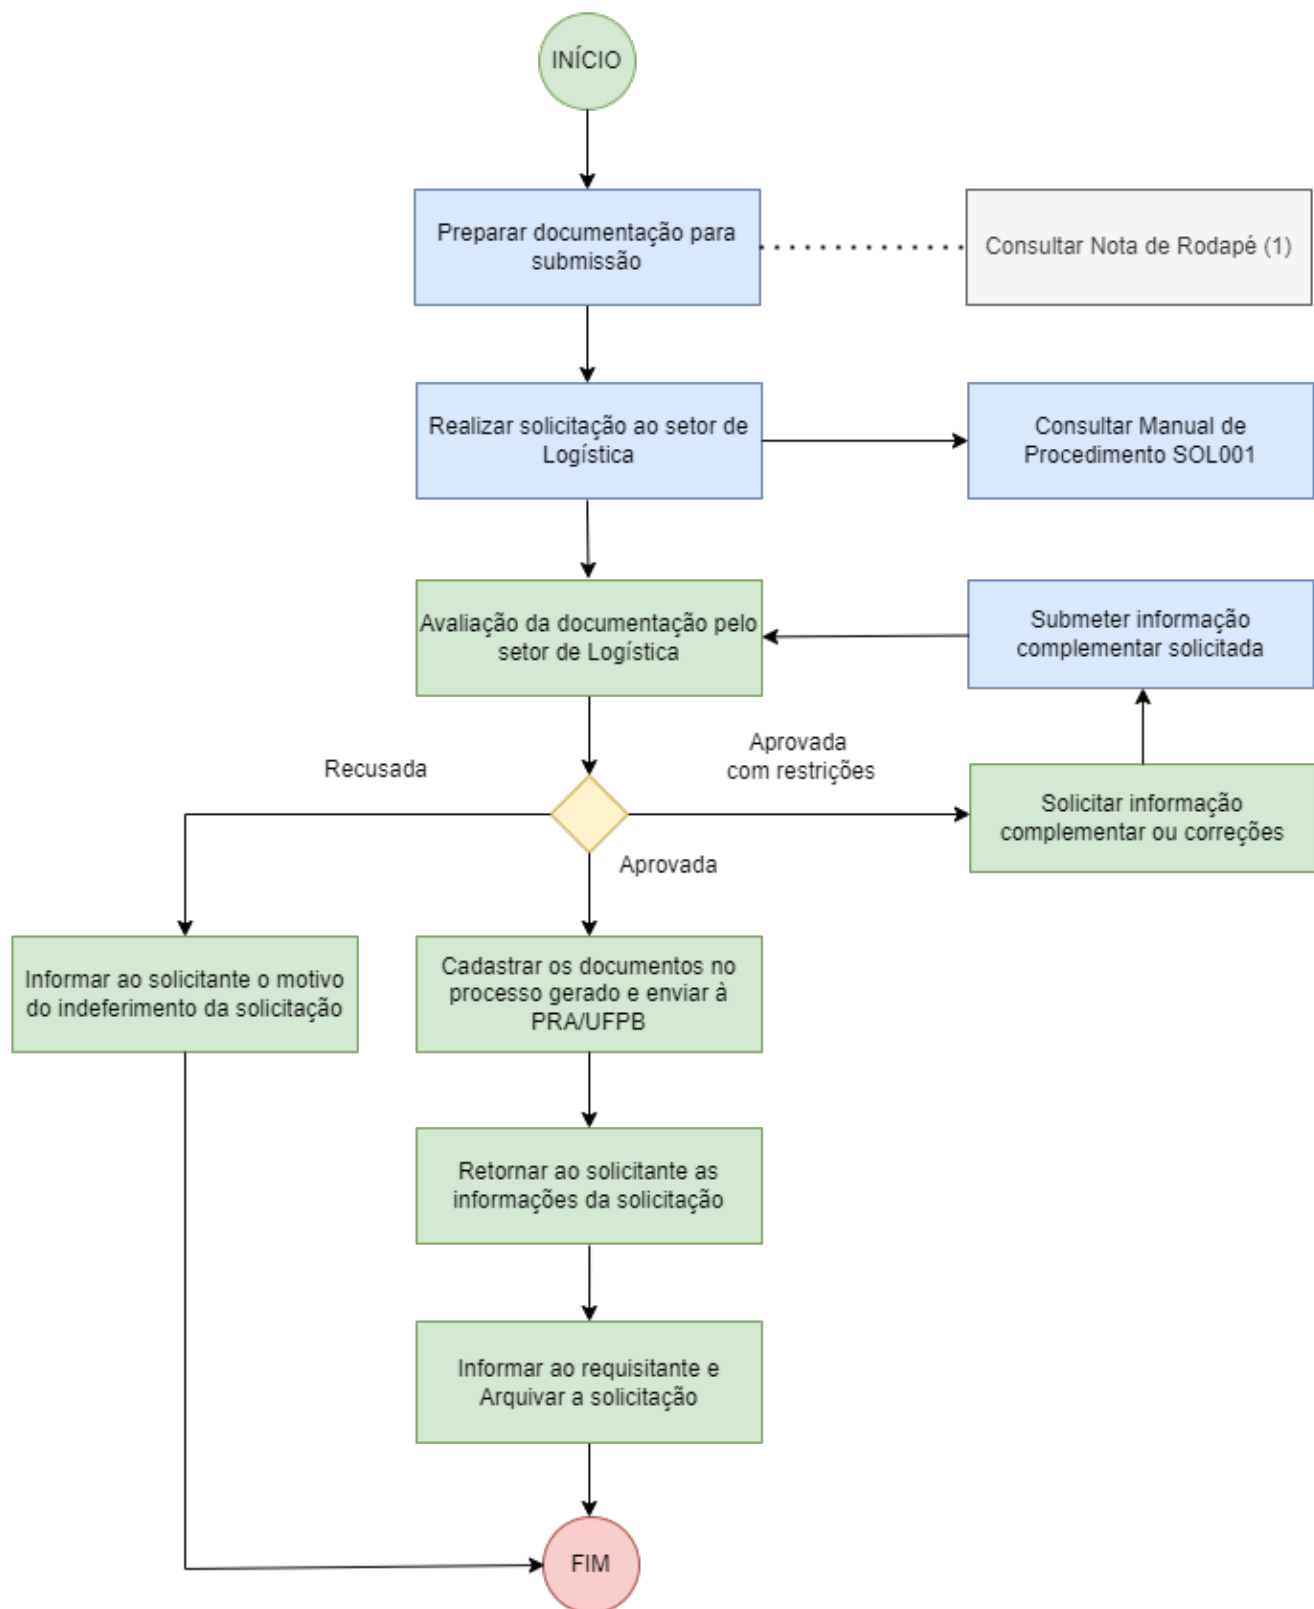 INÍCIO
Preparar documentação para
submissão
Consultar Nota de Rodapé (1)
Realizar solicitação ao setor de
Logística
Consultar Manual de
Procedimento SOL001
Avaliação da documentação pelo
setor de Logística
Submeter informação
complementar solicitada
Recusada
Aprovada
com restrições
Solicitar informação
complementar ou correções
Aprovada
Informar ao solicitante o motivo
do indeferimento da solicitação
Cadastrar os documentos no
processo gerado e enviar à
PRA/UFPB
Retornar ao solicitante as
informações da solicitação
Informar ao requisitante e
Arquivar a solicitação
FIM